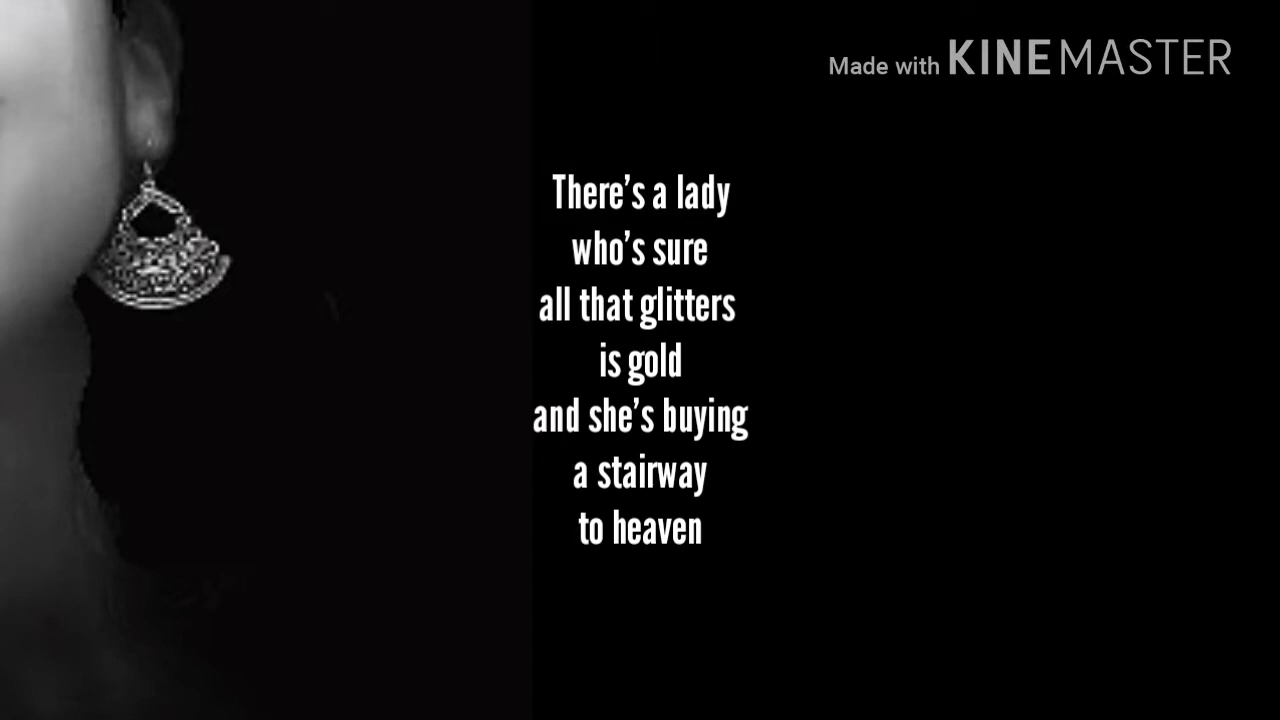 Made with KINEMASTER
There's a lady
who's sure
all that glitters
is gold
and she's buying
a stairway
to heaven